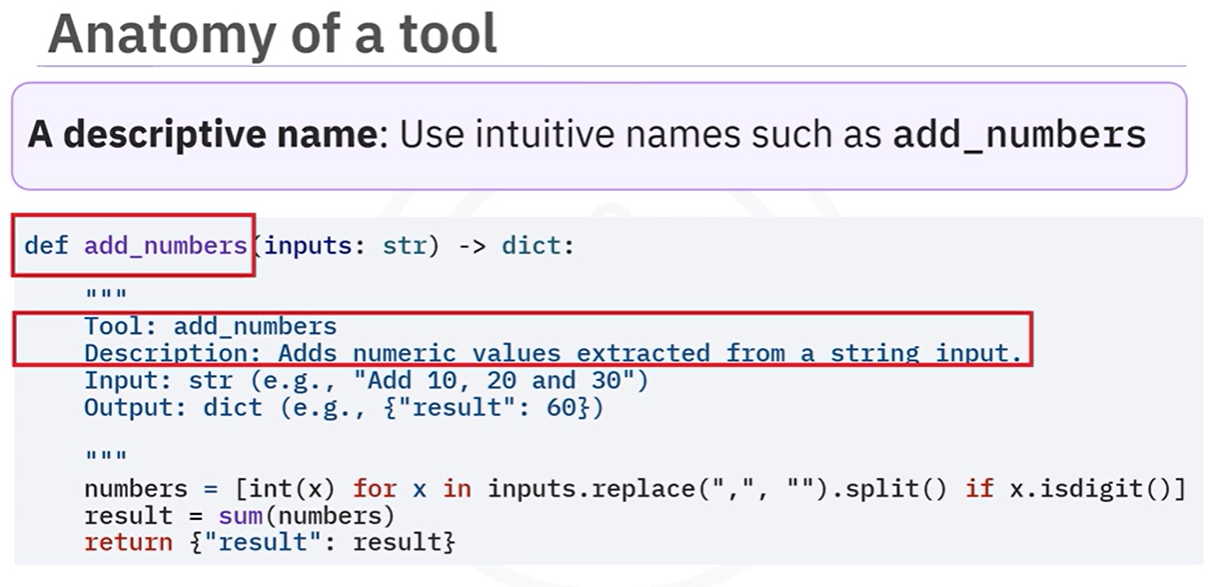 Anatomy of a tool
A descriptive name: Use intuitive names such as add_numbers
def add_numbers(inputs: str) -> dict:
"""
Tool: add_numbers
Description: Adds numeric values extracted from a string input.
Input: str (e.g., "Add 10, 20 and 30")
Output: dict (e.g., {"result": 60})
"""
numbers = [int(x) for x in inputs.replace(",", "").split() if x.isdigit()]
result = sum(numbers)
return {"result": result}